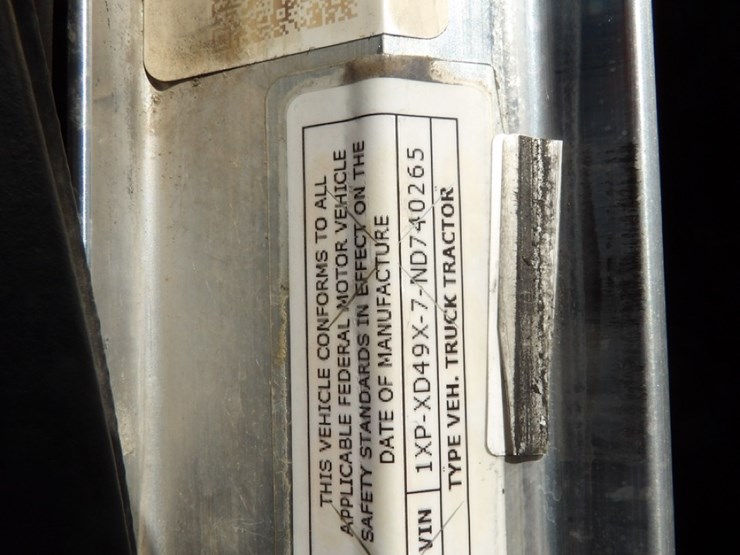 THIS VEHICLE CONFORMS TO ALL
APPLICABLE FEDERAL MOTOR VEHICLE
SAFETY STANDARDS IN EFFECT ON THE
DATE OF MANUFACTURE
VIN 1XP-XD49X-7-ND740265
TYPE VEH. TRUCK TRACTOR